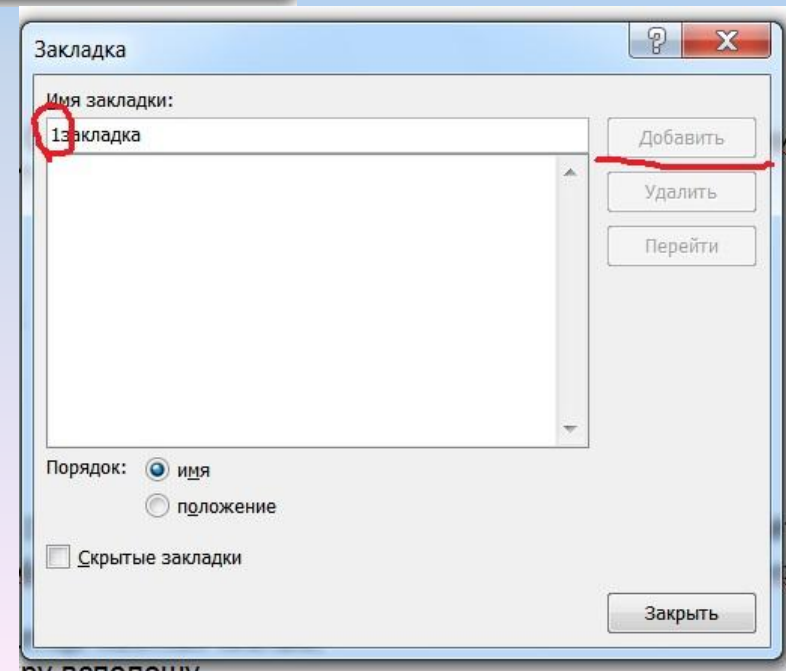 Закладка
Имя закладки:
1закладка
Добавить
Удалить
Перейти
Порядок: имя
положение
Скрытые закладки
Закрыть